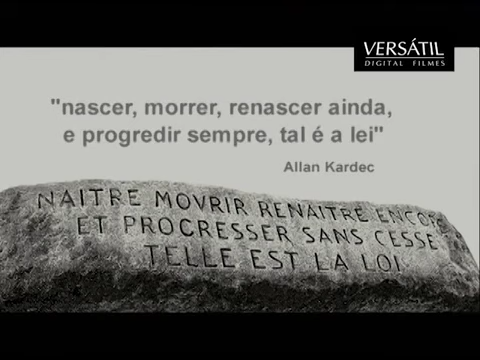 VERSÁTIL
DIGITAL FILMES
"nascer, morrer, renascer ainda,
e progredir sempre, tal é a lei"
Allan Kardec
NAITRE MOVRIR RENAITRE ENCORE
ET PROGRESSER SANS CESSE
TELLE EST LA LOI